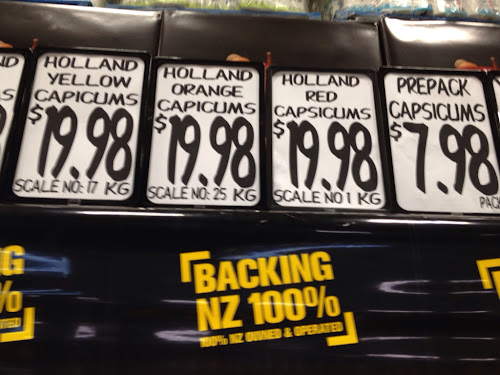 ND
HOLLAND
YELLOW
CAPICUMS
$19.98
SCALE NO: 17 KG
HOLLAND
ORANGE
CAPICUMS
$19.98
SCALE NO: 25 KG
HOLLAND
RED
CAPSICUMS
$19.98
SCALE NO 1 KG
PREPACK
CAPSICUMS
$7.98
PACK
G
%
BACKING
NZ 100%
100% NZ OWNED & OPERATED